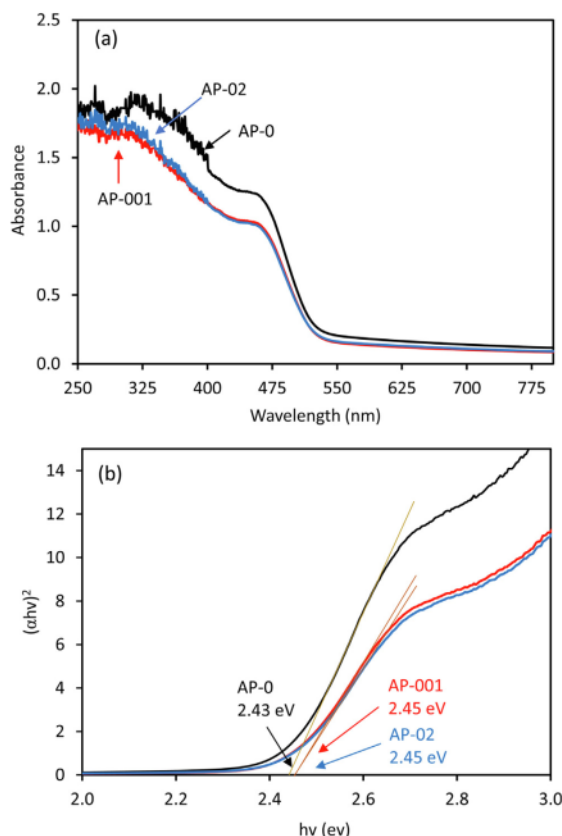 (a)
2.5
2.0
1.5
1.0
0.5
0.0
Absorbance
AP-02
AP-0
AP-001
250 325 400 475 550 625 700 775
Wavelength (nm)
(b)
14
12
10
8
6
4
2
0
(αhv)²
AP-0
2.43 eV
AP-001
2.45 eV
AP-02
2.45 eV
2.0 2.2 2.4 2.6 2.8 3.0
hv (ev)